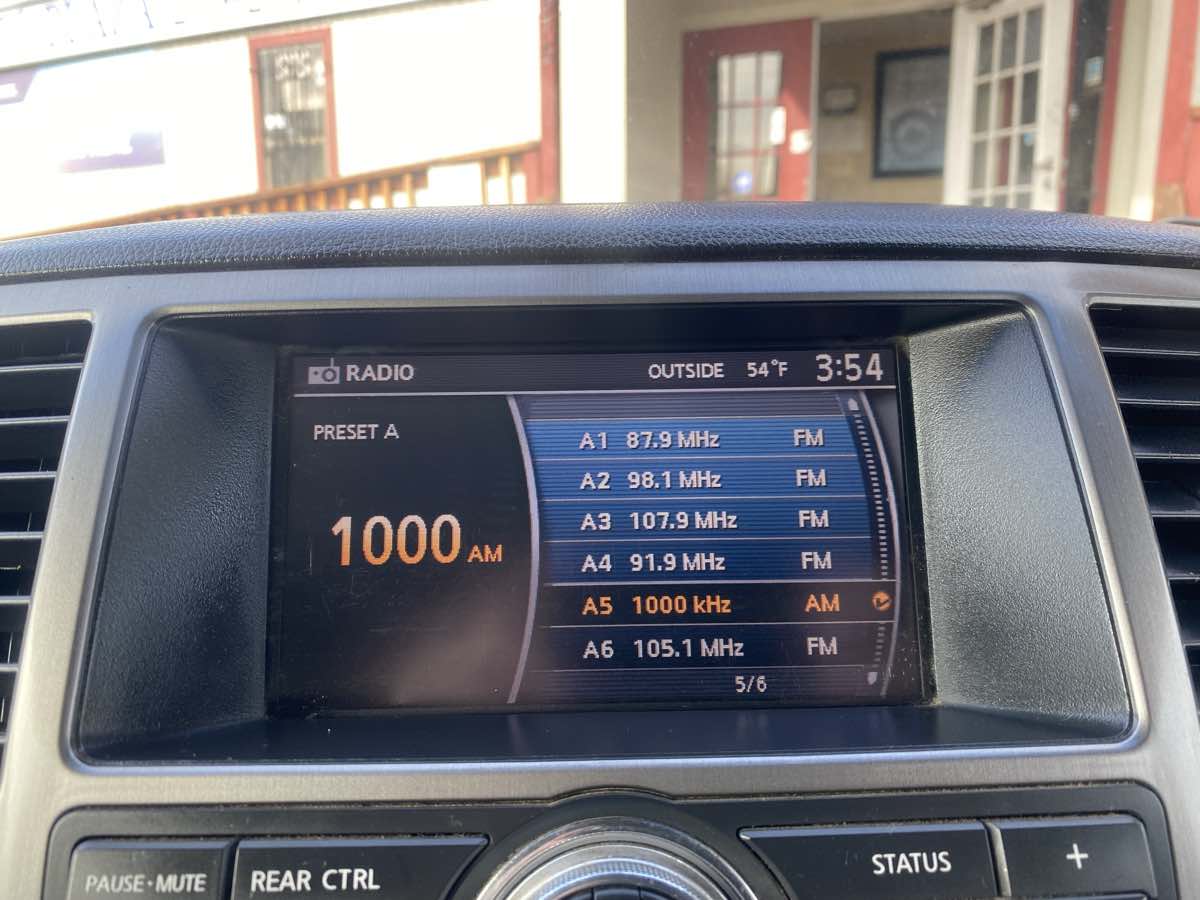 RADIO OUTSIDE 54°F 3:54
PRESET A
1000 AM
A1 87.9 MHz FM
A2 98.1 MHz FM
A3 107.9 MHz FM
A4 91.9 MHz FM
A5 1000 kHz AM
A6 105.1 MHz FM
5/6
PAUSE·MUTE
REAR CTRL
STATUS
+